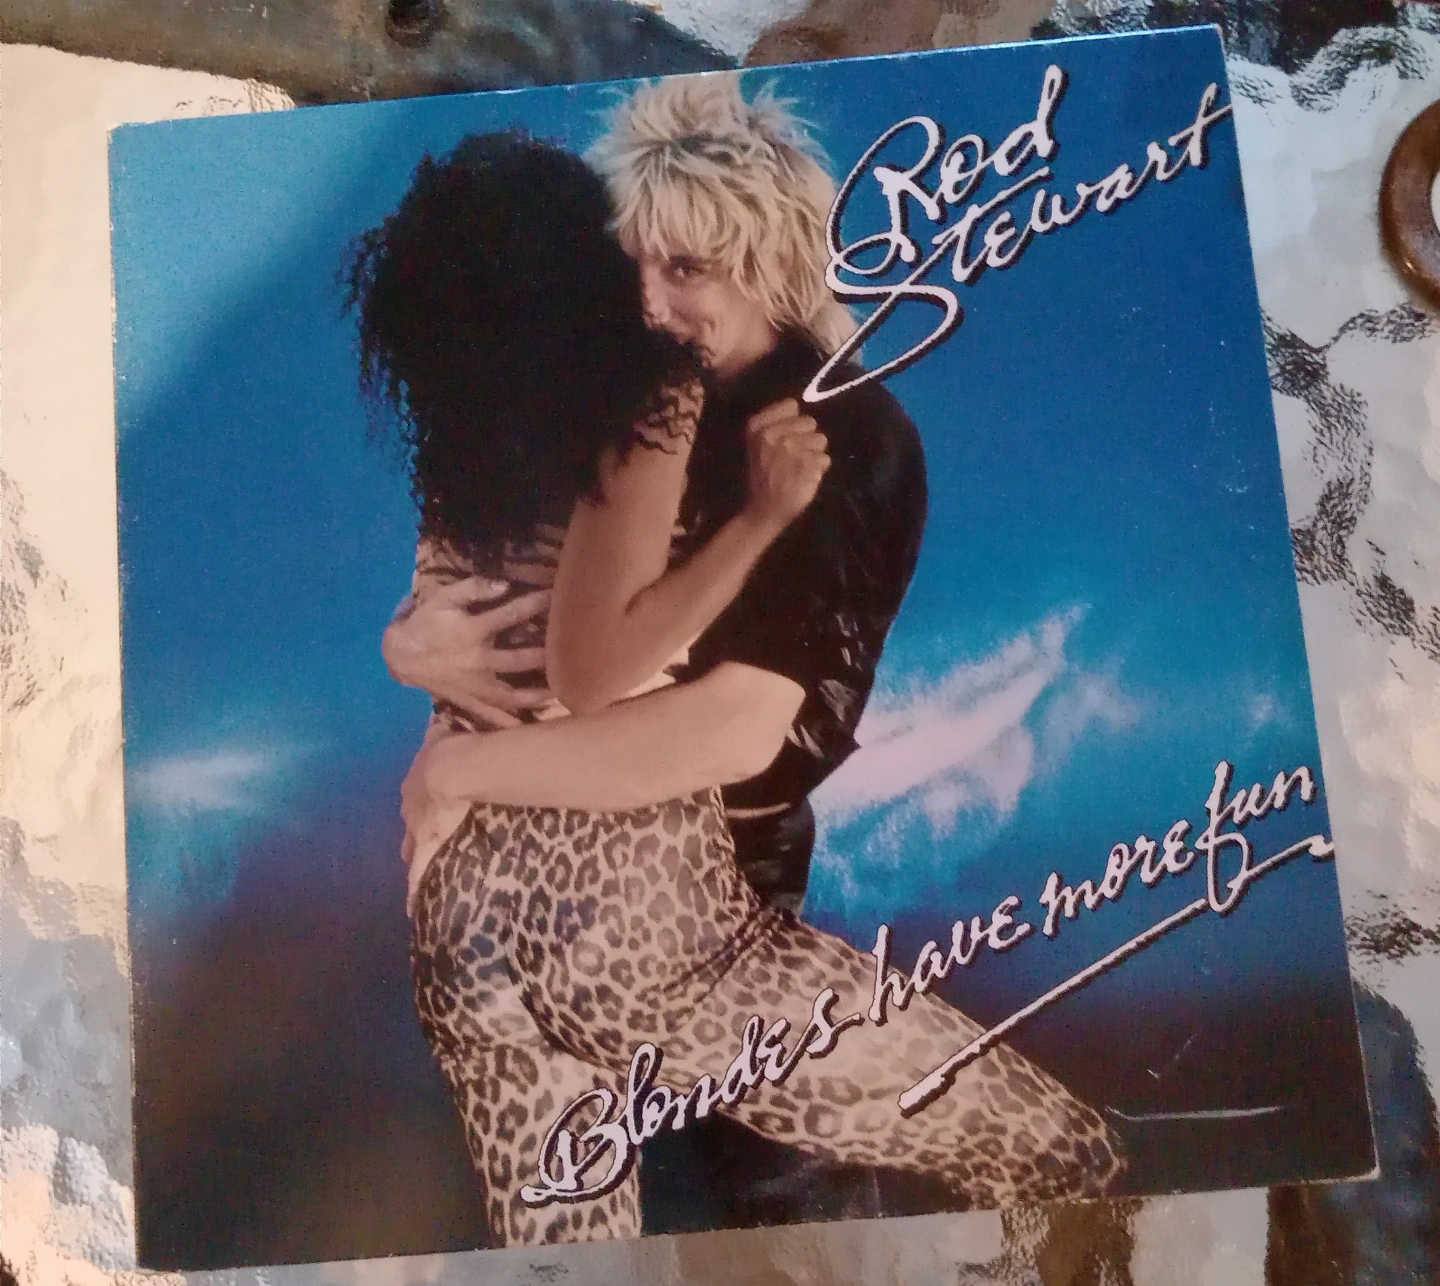 Rod
Stewart
Blondes have more fun